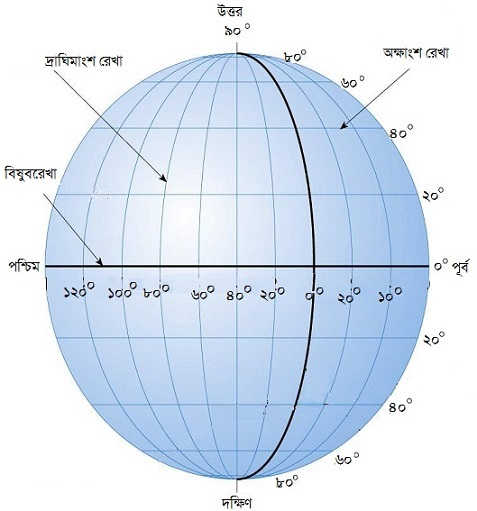 উত্তর
৯০°
৮০°
দ্রাঘিমাংশ রেখা
অক্ষাংশ রেখা
৬০°
৪০°
বিষুবরেখা
২০°
পশ্চিম
০° পূর্ব
১২০° ১০০° ৮০° ৬০° ৪০° ২০° ০° ২০° ১০°
২০°
৪০°
৬০°
৮০°
দক্ষিণ